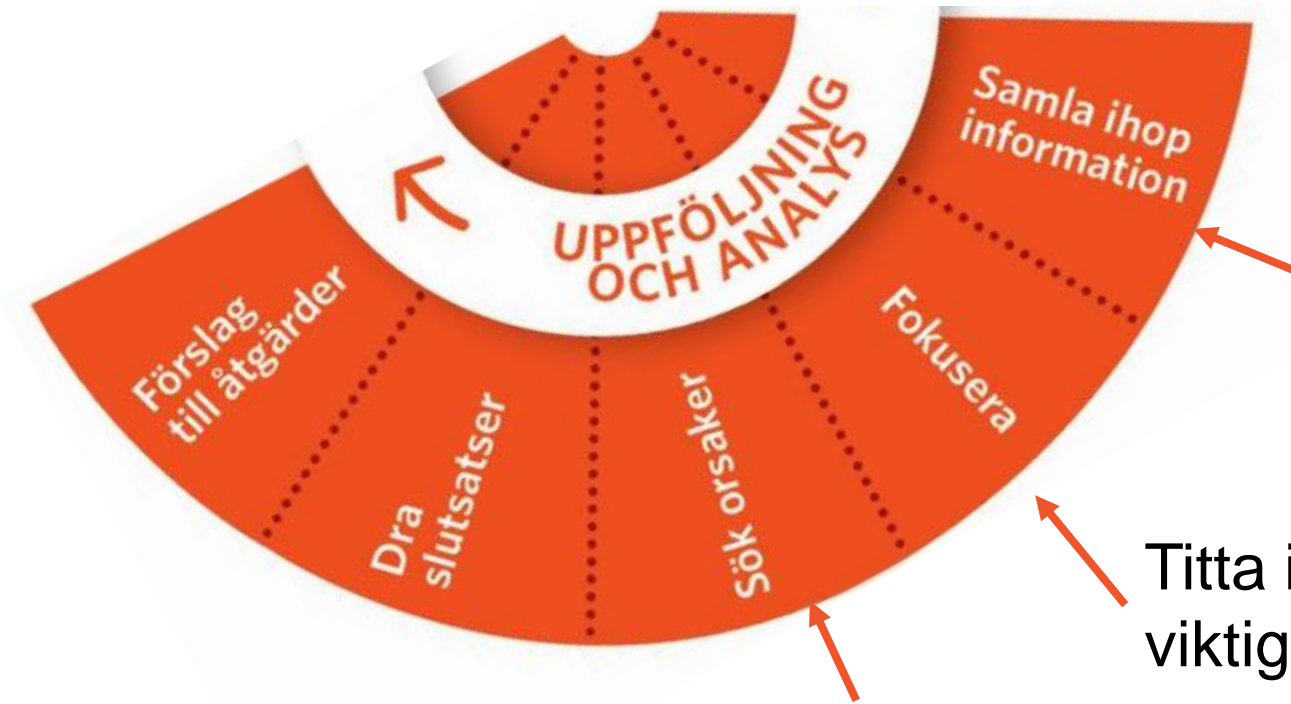 UPPFÖLJNING
OCH ANALYS
Samla ihop
information
Fokusera
Sök orsaker
Dra
slutsatser
Förslag
till åtgärder
Titta i
viktig